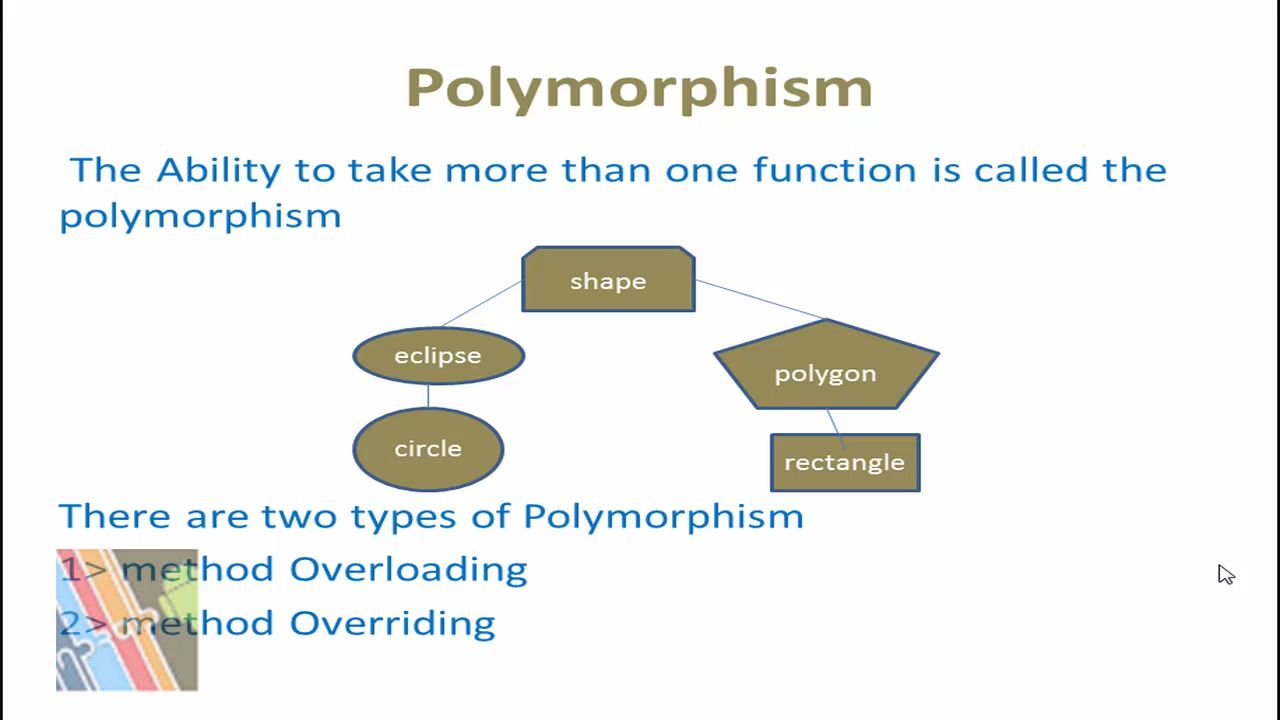 Polymorphism
The Ability to take more than one function is called the
polymorphism
shape
eclipse
polygon
circle
rectangle
There are two types of Polymorphism
1> method Overloading
2> method Overriding